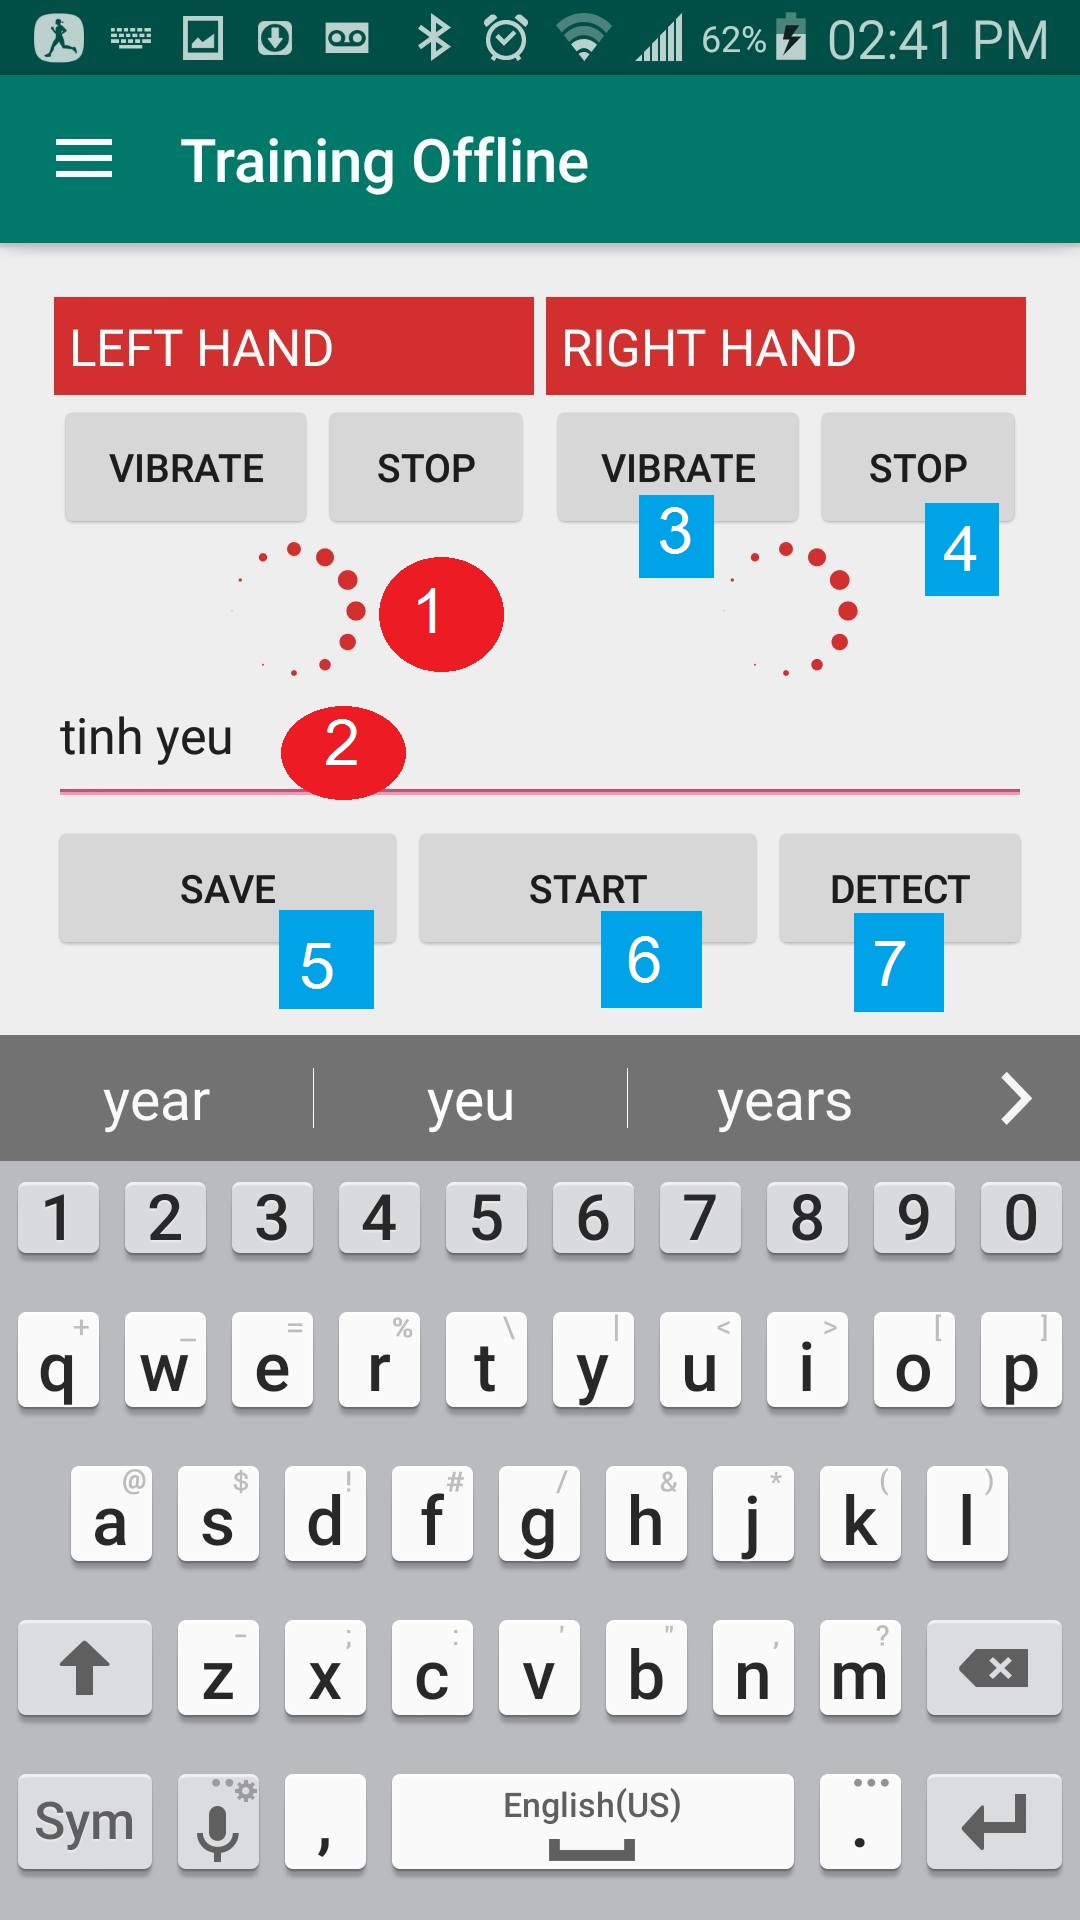 62% 02:41 PM
Training Offline
LEFT HAND RIGHT HAND
VIBRATE STOP VIBRATE STOP
3 4
1
tinh yeu 2
SAVE START DETECT
5 6 7
year yeu years
1 2 3 4 5 6 7 8 9 0
+ _ = % \ | < > [ ]
q w e r t y u i o p
@ $ ! # / & * ( )
a s d f g h j k l
- ; : ' " , ?
z x c v b n m
Sym , English(US) .